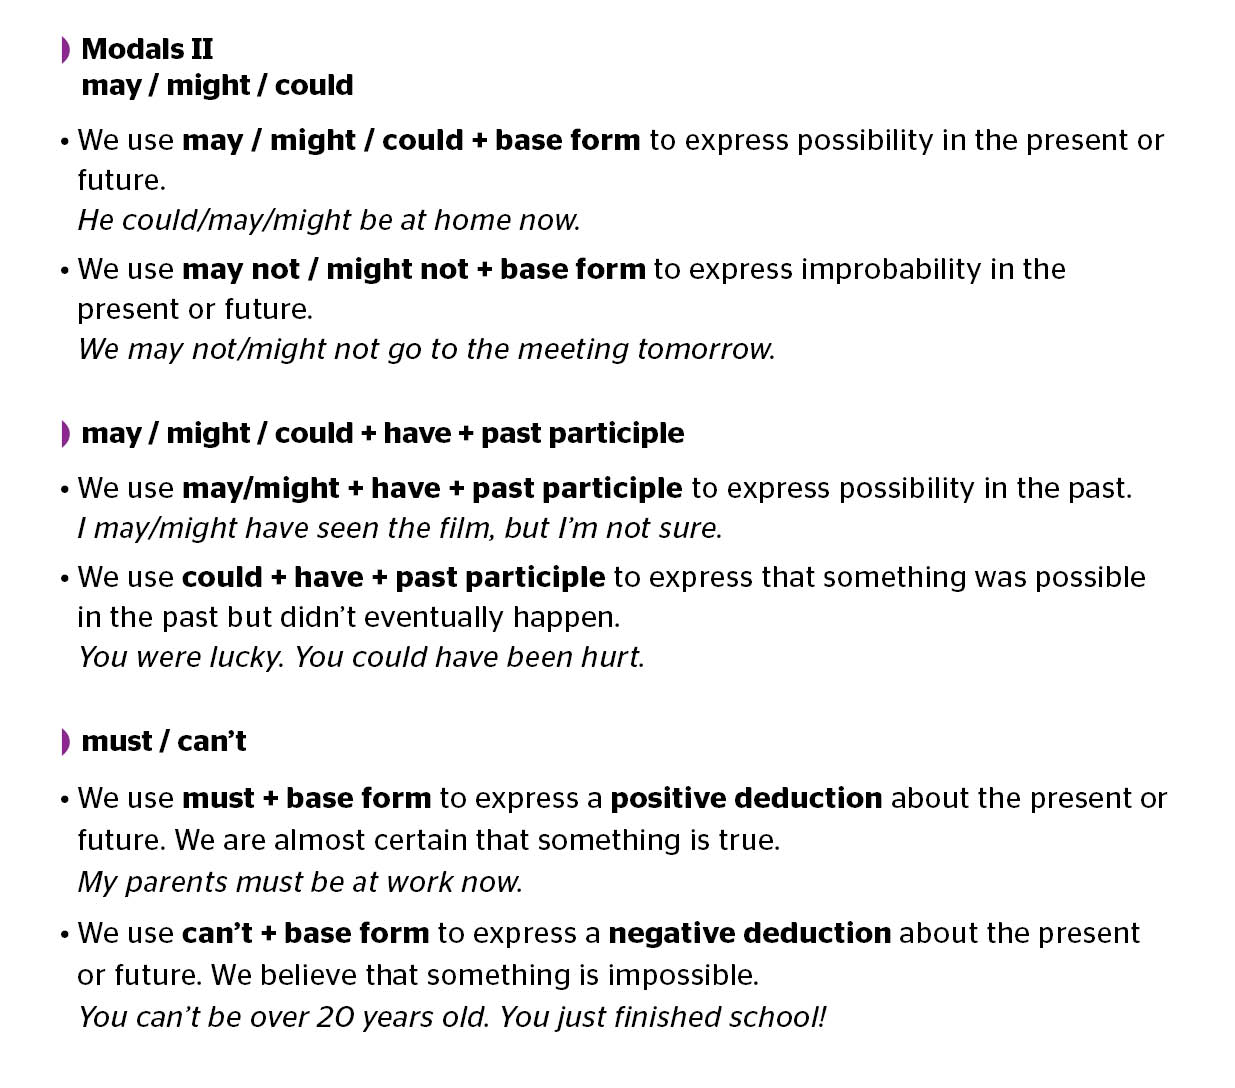 Modals II
may / might / could
• We use may / might / could + base form to express possibility in the present or
future.
He could/may/might be at home now.
• We use may not / might not + base form to express improbability in the
present or future.
We may not/might not go to the meeting tomorrow.
may / might / could + have + past participle
• We use may/might + have + past participle to express possibility in the past.
I may/might have seen the film, but I’m not sure.
• We use could + have + past participle to express that something was possible
in the past but didn’t eventually happen.
You were lucky. You could have been hurt.
must / can’t
• We use must + base form to express a positive deduction about the present or
future. We are almost certain that something is true.
My parents must be at work now.
• We use can’t + base form to express a negative deduction about the present
or future. We believe that something is impossible.
You can’t be over 20 years old. You just finished school!